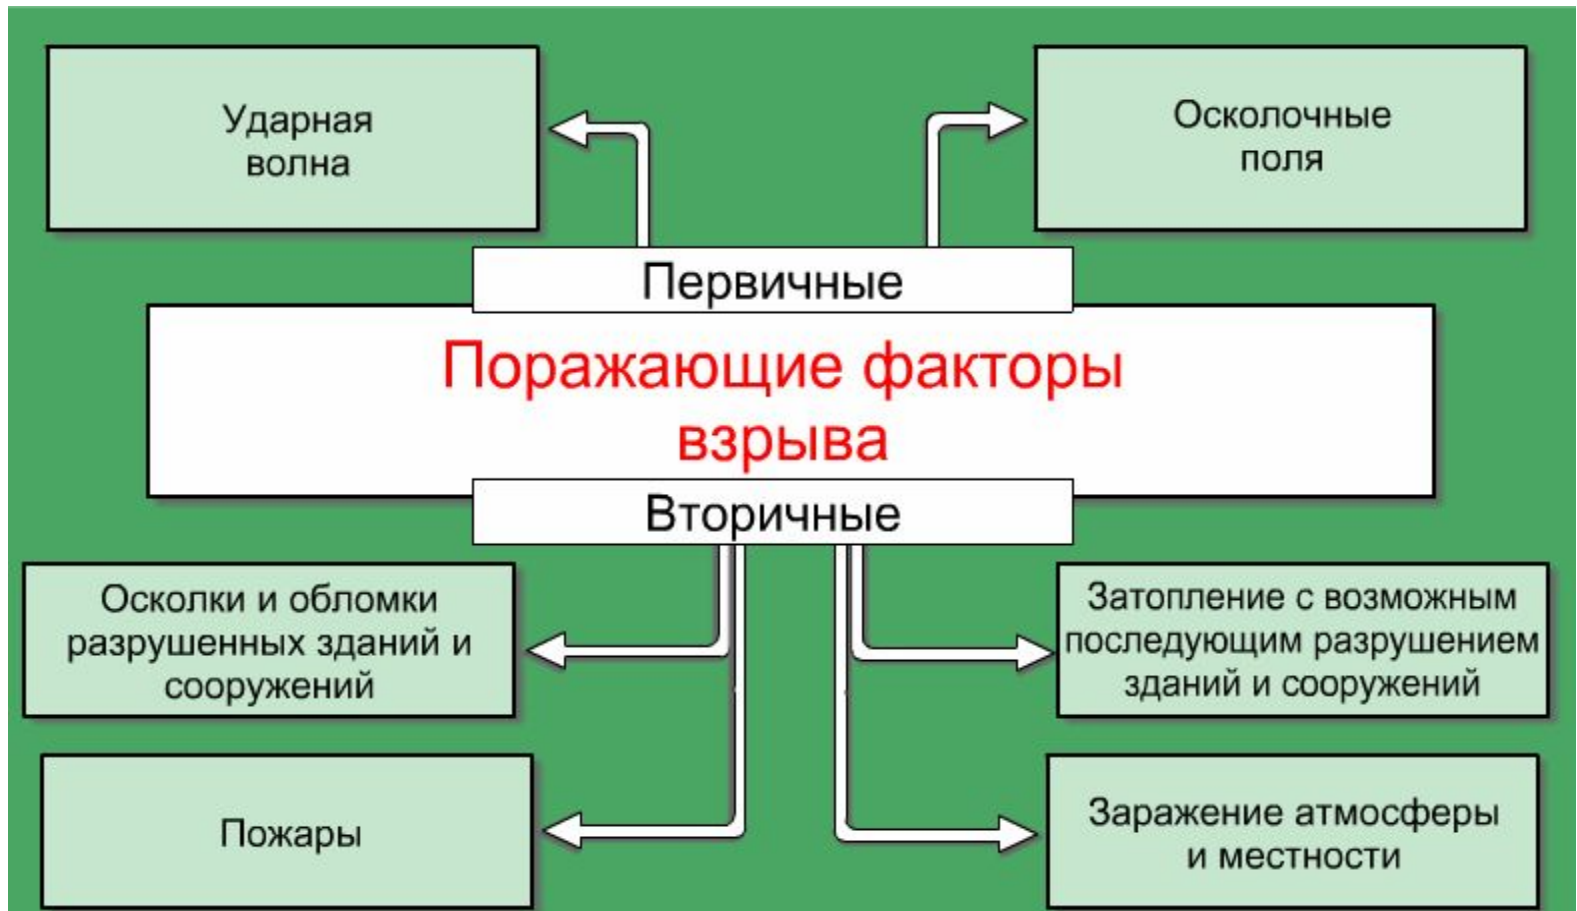 Ударная
волна
Осколочные
поля
Первичные
Поражающие факторы
взрыва
Вторичные
Осколки и обломки
разрушенных зданий и
сооружений
Затопление с возможным
последующим разрушением
зданий и сооружений
Пожары
Заражение атмосферы
и местности